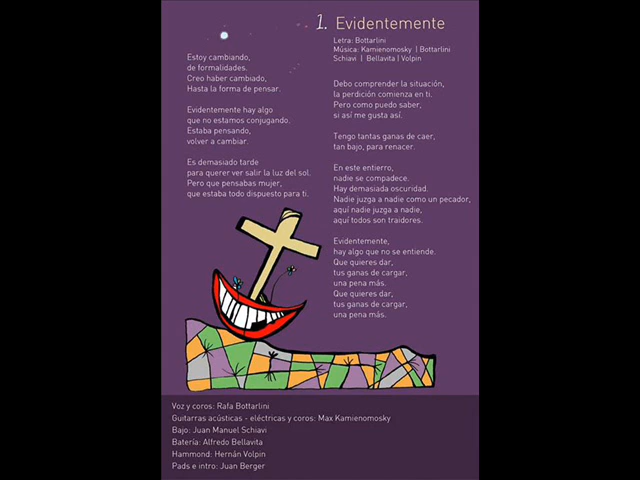 1. Evidentemente
Letra: Bottarlini
Música: Kamienomosky | Bottarlini
Schiavi | Bellavita | Volpin
Estoy cambiando,
de formalidades.
Creo haber cambiado,
Hasta la forma de pensar.
Evidentemente hay algo
que no estamos conjugando.
Estaba pensando,
volver a cambiar.
Es demasiado tarde
para querer ver salir la luz del sol.
Pero que pensabas mujer,
que estaba todo dispuesto para ti.
Debo comprender la situación,
la perdición comienza en ti.
Pero como puedo saber,
si así me gusta así.
Tengo tantas ganas de caer,
tan bajo, para renacer.
En este entierro,
nadie se compadece.
Hay demasiada oscuridad.
Nadie juzga a nadie como un pecador,
aquí nadie juzga a nadie,
aquí todos son traidores.
Evidentemente,
hay algo que no se entiende.
Que quieres dar,
tus ganas de cargar,
una pena más.
Que quieres dar,
tus ganas de cargar,
una pena más.
Voz y coros: Rafa Bottarlini
Guitarras acústicas - eléctricas y coros: Max Kamienomosky
Bajo: Juan Manuel Schiavi
Batería: Alfredo Bellavita
Hammond: Hernán Volpin
Pads e intro: Juan Berger